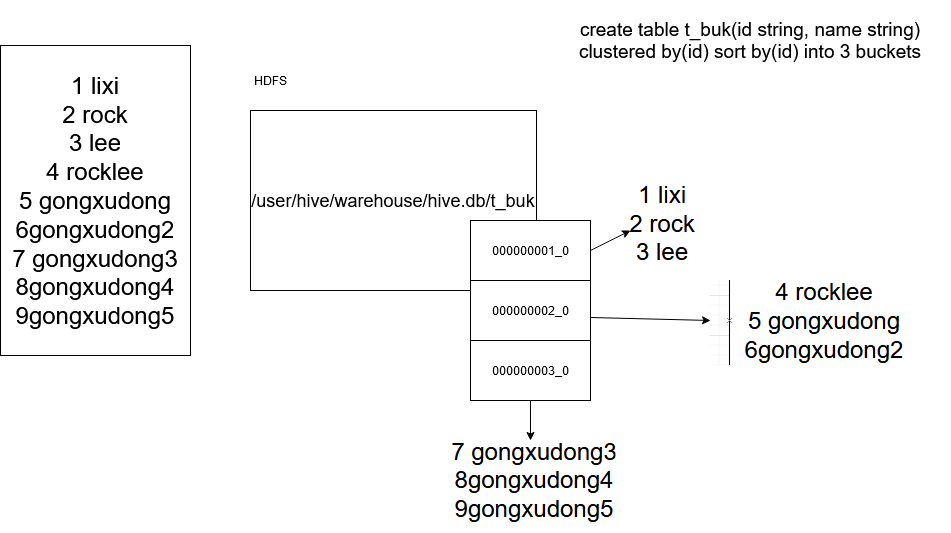 create table t_buk(id string, name string)
clustered by(id) sort by(id) into 3 buckets
1 lixi
2 rock
3 lee
4 rocklee
5 gongxudong
6gongxudong2
7 gongxudong3
8gongxudong4
9gongxudong5
HDFS
/user/hive/warehouse/hive.db/t_buk
000000001_0
000000002_0
000000003_0
1 lixi
2 rock
3 lee
4 rocklee
5 gongxudong
6gongxudong2
7 gongxudong3
8gongxudong4
9gongxudong5